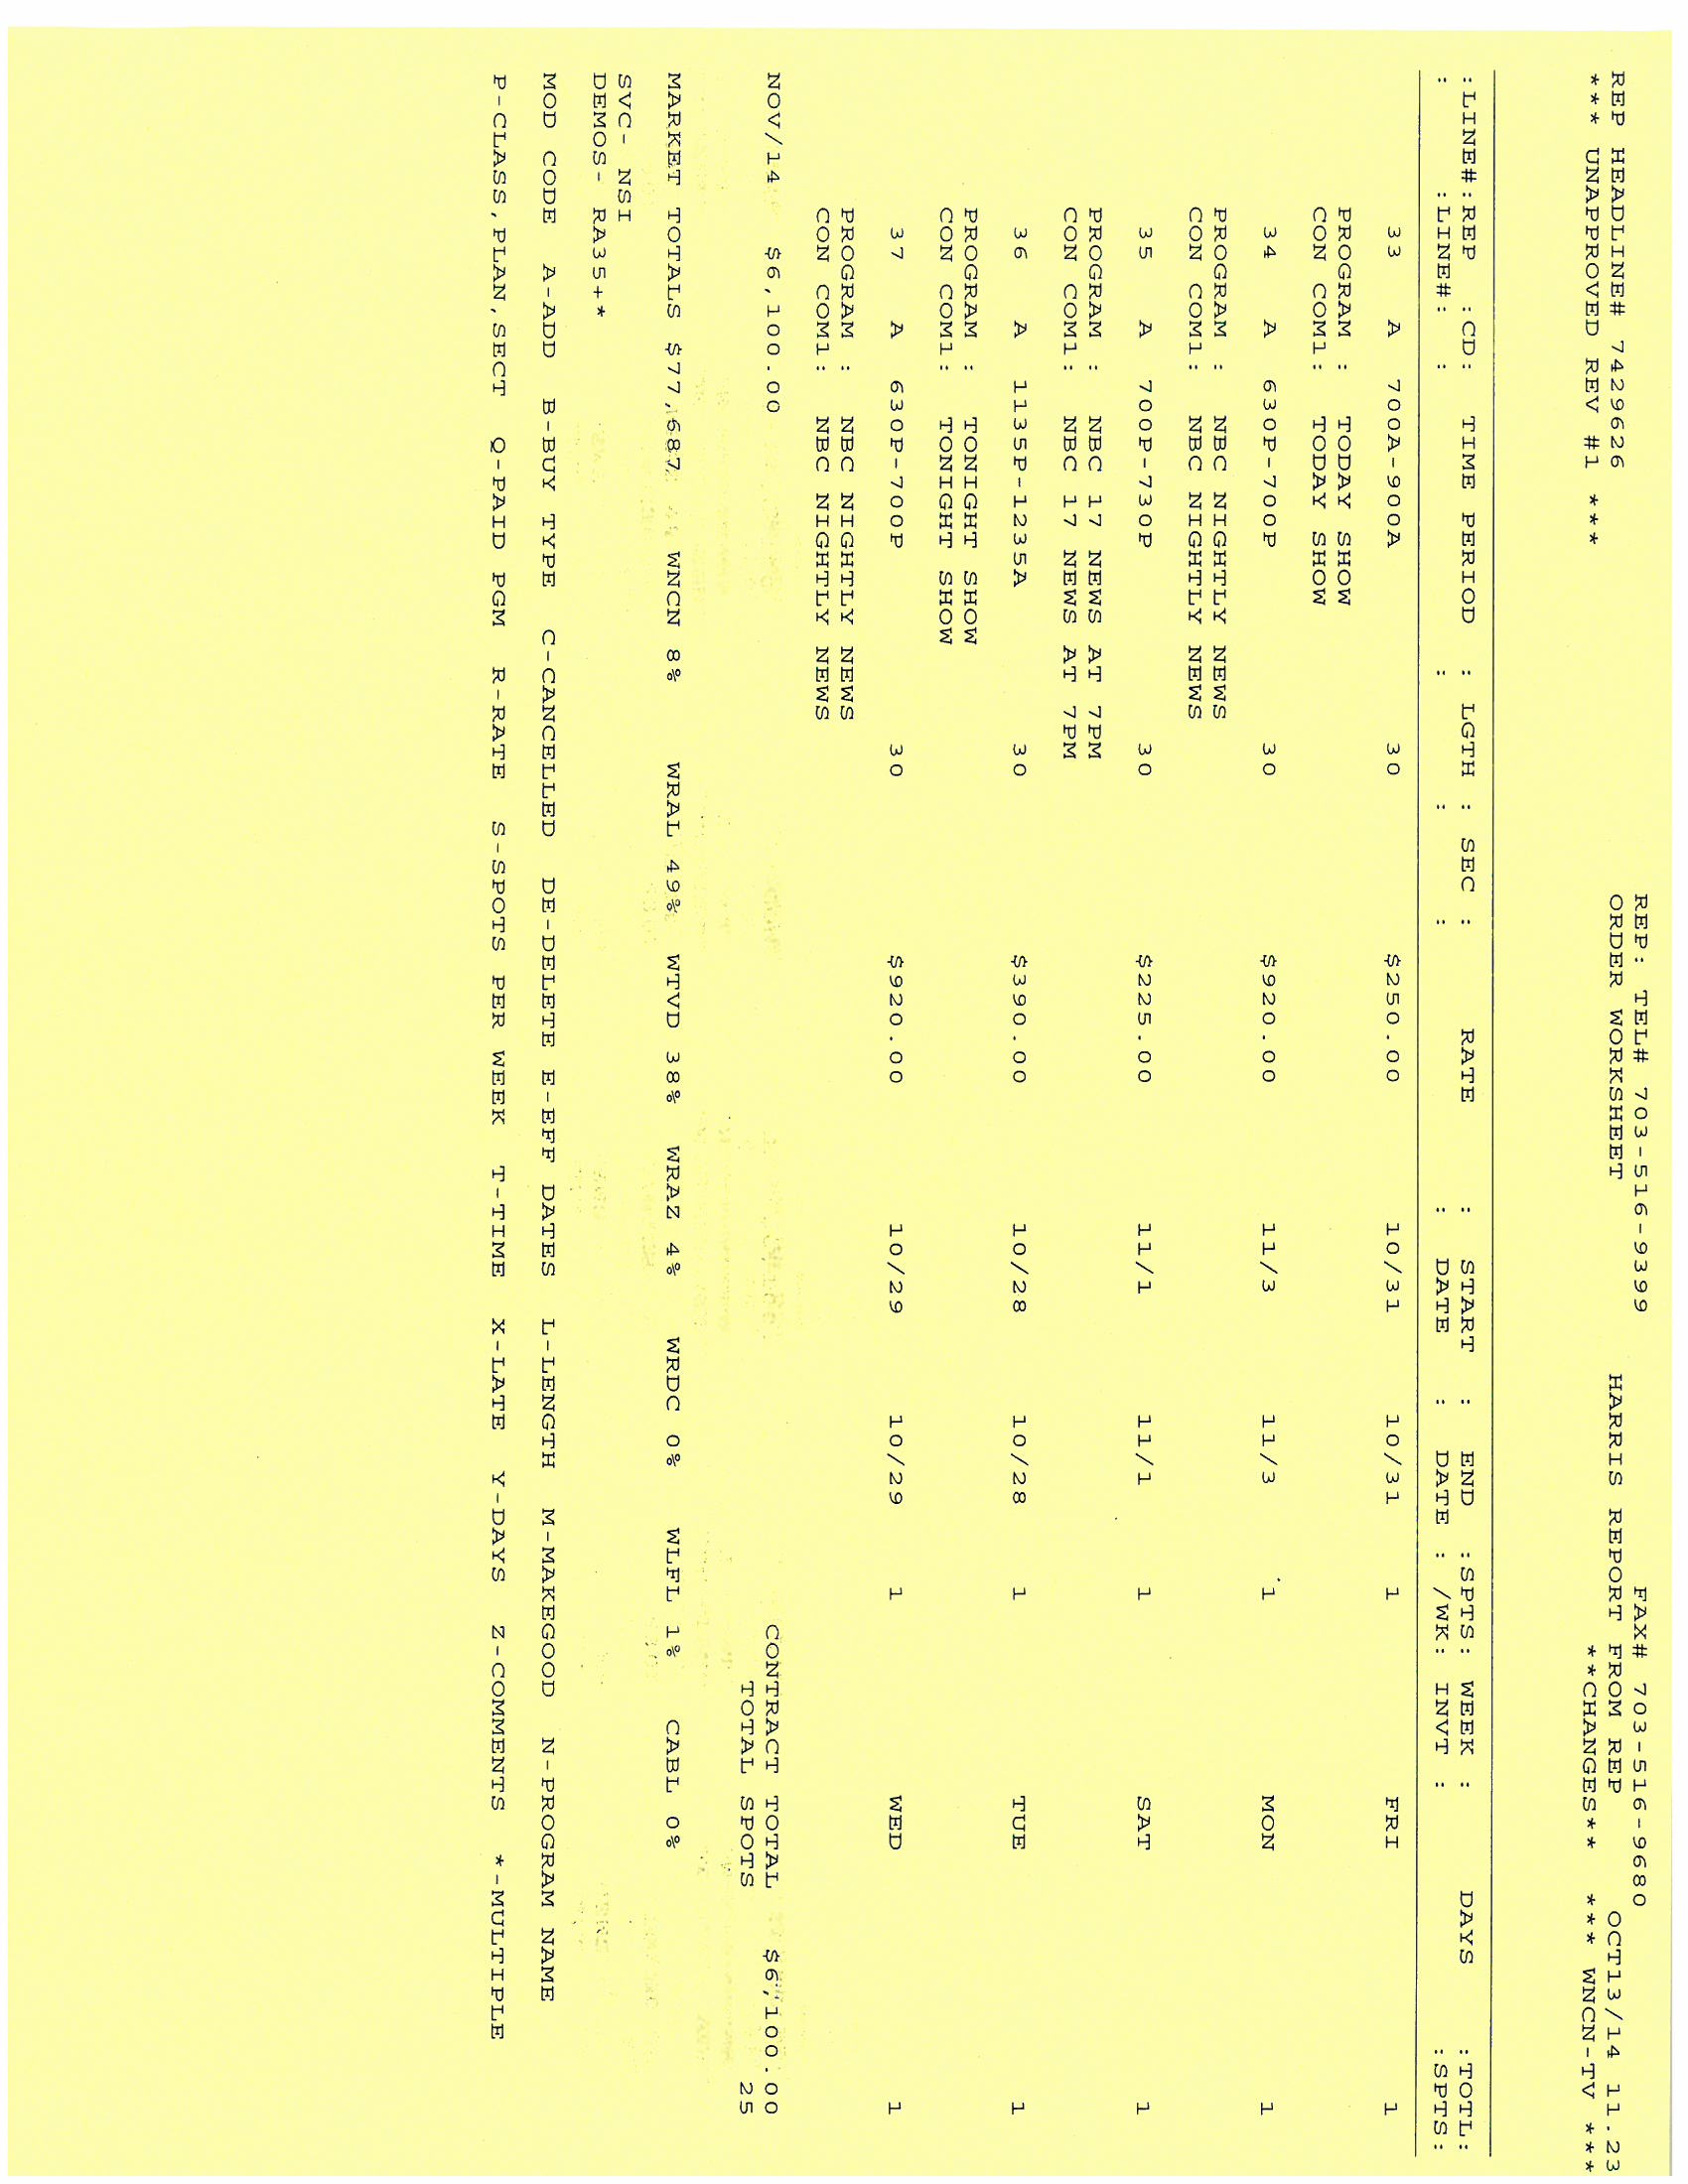 REP: TEL# 703-516-9399 FAX# 703-516-9680
REP HEADLINE# 7429626 ORDER WORKSHEET HARRIS REPORT FROM REP OCT13/14 11.23
*** UNAPPROVED REV #1 *** **CHANGES** *** WNCN-TV ***
:LINE#:REP :CD: TIME PERIOD : LGTH : SEC : RATE : START : END :SPTS: WEEK : DAYS :TOTL:
: :LINE#: : : : : DATE : DATE : /WK: INVT : :SPTS:
33 A 700A-900A 30 $250.00 10/31 10/31 1 FRI 1
PROGRAM : TODAY SHOW
CON COM1: TODAY SHOW
34 A 630P-700P 30 $920.00 11/3 11/3 1 MON 1
PROGRAM : NBC NIGHTLY NEWS
CON COM1: NBC NIGHTLY NEWS
35 A 700P-730P 30 $225.00 11/1 11/1 1 SAT 1
PROGRAM : NBC 17 NEWS AT 7PM
CON COM1: NBC 17 NEWS AT 7PM
36 A 1135P-1235A 30 $390.00 10/28 10/28 1 TUE 1
PROGRAM : TONIGHT SHOW
CON COM1: TONIGHT SHOW
37 A 630P-700P 30 $920.00 10/29 10/29 1 WED 1
PROGRAM : NBC NIGHTLY NEWS
CON COM1: NBC NIGHTLY NEWS
NOV/14 $6,100.00 CONTRACT TOTAL $6,100.00
TOTAL SPOTS 25
MARKET TOTALS $77,687 WNCN 8% WRAL 49% WTVD 38% WRAZ 4% WRDC 0% WLFL 1% CABL 0%
SVC- NSI
DEMOS- RA35+*
MOD CODE A-ADD B-BUY TYPE C-CANCELLED DE-DELETE E-EFF DATES L-LENGTH M-MAKEGOOD N-PROGRAM NAME
P-CLASS,PLAN,SECT Q-PAID PGM R-RATE S-SPOTS PER WEEK T-TIME X-LATE Y-DAYS Z-COMMENTS *-MULTIPLE